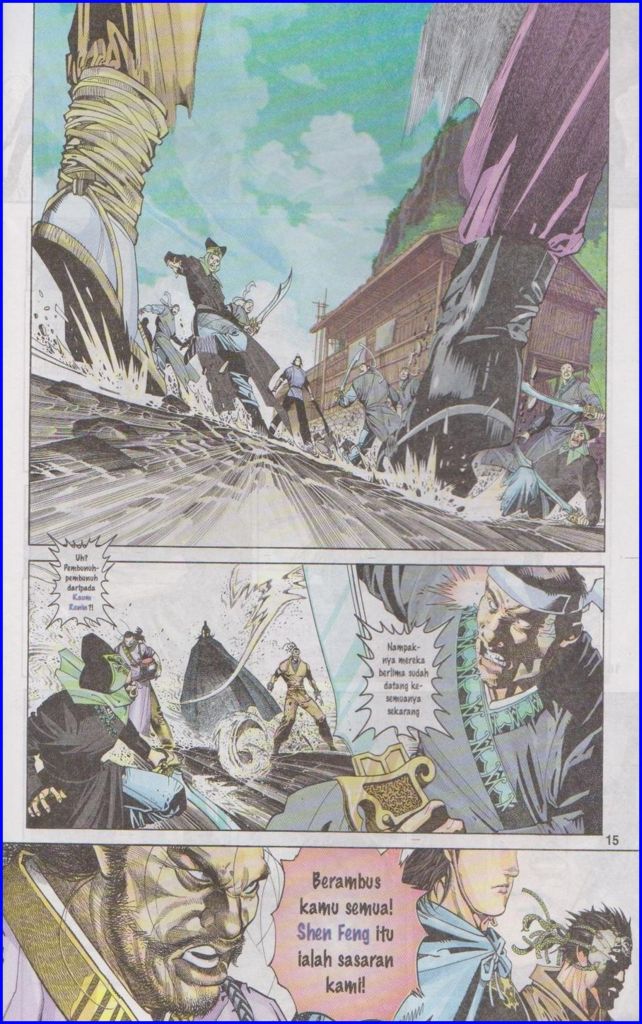 Uh?
Pembunuh-
pembunuh
daripada
Kaum
Ronin?!
Nampak-
nya mereka
berlima sudah
datang ke-
semuanya
sekarang
15
Berambus
kamu semua!
Shen Feng itu
ialah sasaran
kami!